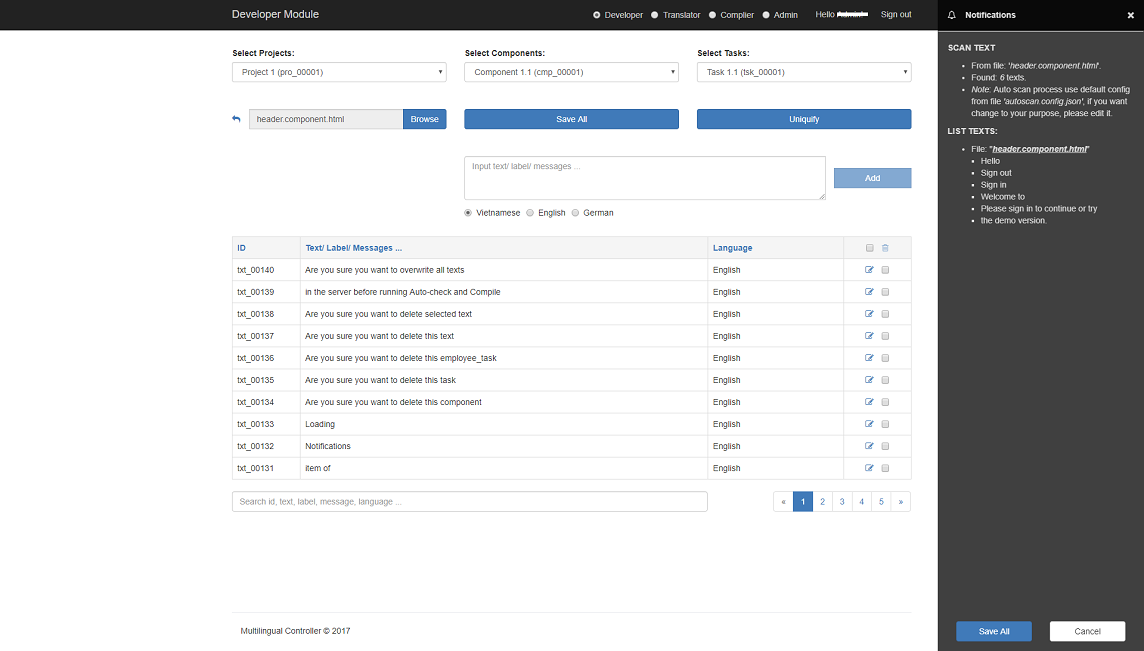 Developer Module
Developer Translator Complier Admin Hello Sign out
Notifications
×
Select Projects: Select Components: Select Tasks:
Project 1 (pro_00001) Component 1.1 (cmp_00001) Task 1.1 (tsk_00001)
header.component.html Browse Save All Uniquify
Input text/ label/ messages ...
Add
Vietnamese English German
ID Text/ Label/ Messages ... Language
txt_00140 Are you sure you want to overwrite all texts English
txt_00139 in the server before running Auto-check and Compile English
txt_00138 Are you sure you want to delete selected text English
txt_00137 Are you sure you want to delete this text English
txt_00136 Are you sure you want to delete this employee_task English
txt_00135 Are you sure you want to delete this task English
txt_00134 Are you sure you want to delete this component English
txt_00133 Loading English
txt_00132 Notifications English
txt_00131 item of English
Search id, text, label, message, language ...
« 1 2 3 4 5 »
Multilingual Controller © 2017
SCAN TEXT
From file: 'header.component.html'.
Found: 6 texts.
Note: Auto scan process use default config
from file 'autoscan.config.json', if you want
change to your purpose, please edit it.
LIST TEXTS:
File: "header.component.html"
Hello
Sign out
Sign in
Welcome to
Please sign in to continue or try
the demo version.
Save All Cancel